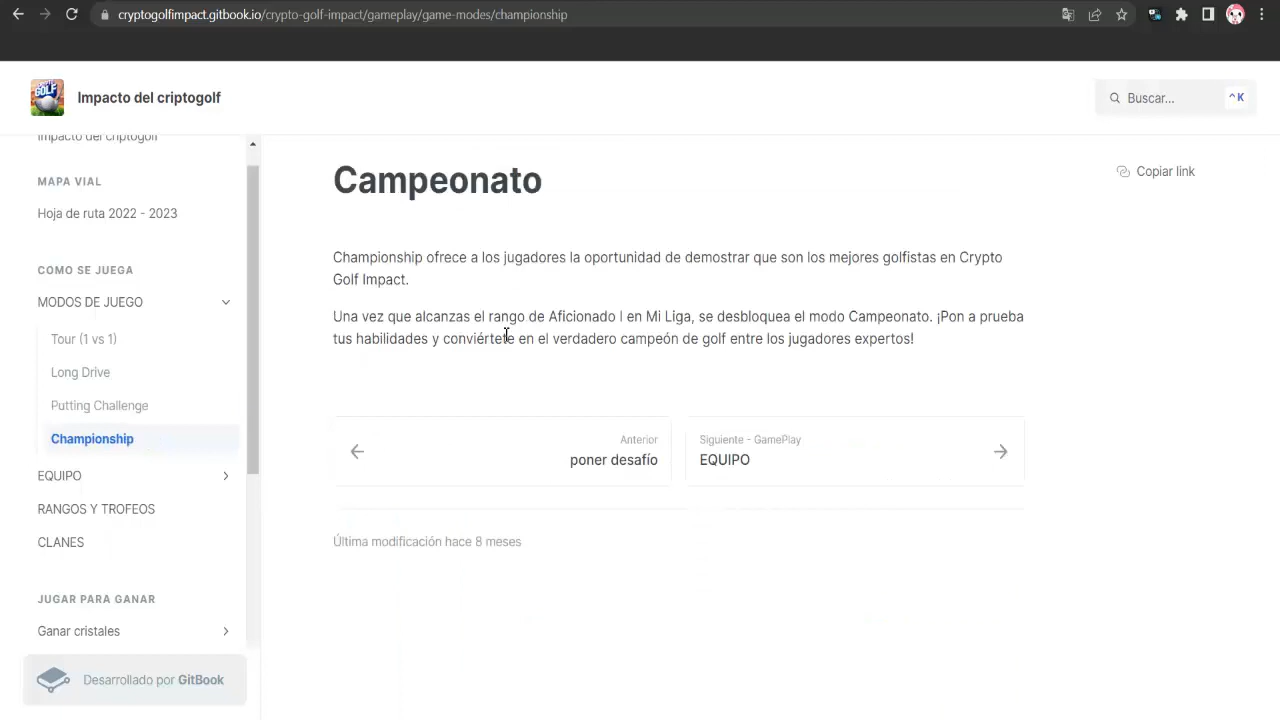 cryptogolfimpact.gitbook.io/crypto-golf-impact/gameplay/game-modes/championship
Impacto del criptogolf
Buscar...
^K
Impacto del criptogolf
MAPA VIAL
Hoja de ruta 2022 - 2023
COMO SE JUEGA
MODOS DE JUEGO
Tour (1 vs 1)
Long Drive
Putting Challenge
Championship
EQUIPO
RANGOS Y TROFEOS
CLANES
JUGAR PARA GANAR
Ganar cristales
Desarrollado por GitBook
Campeonato
Copiar link
Championship ofrece a los jugadores la oportunidad de demostrar que son los mejores golfistas en Crypto
Golf Impact.
Una vez que alcanzas el rango de Aficionado I en Mi Liga, se desbloquea el modo Campeonato. ¡Pon a prueba
tus habilidades y conviértete en el verdadero campeón de golf entre los jugadores expertos!
Anterior
poner desafío
Siguiente - GamePlay
EQUIPO
Última modificación hace 8 meses